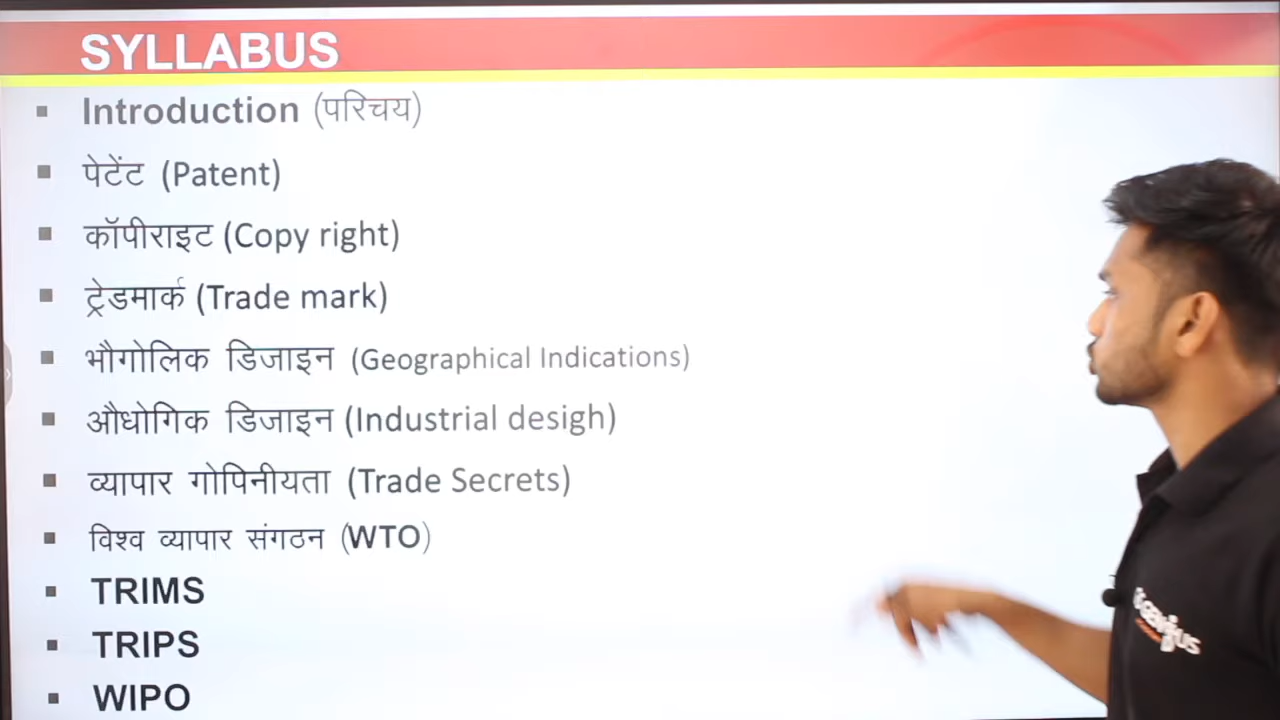 SYLLABUS
Introduction (परिचय)
पेटेंट (Patent)
कॉपीराइट (Copy right)
ट्रेडमार्क (Trade mark)
भौगोलिक डिजाइन (Geographical Indications)
औधोगिक डिजाइन (Industrial desigh)
व्यापार गोपिनीयता (Trade Secrets)
विश्व व्यापार संगठन (WTO)
TRIMS
TRIPS
WIPO